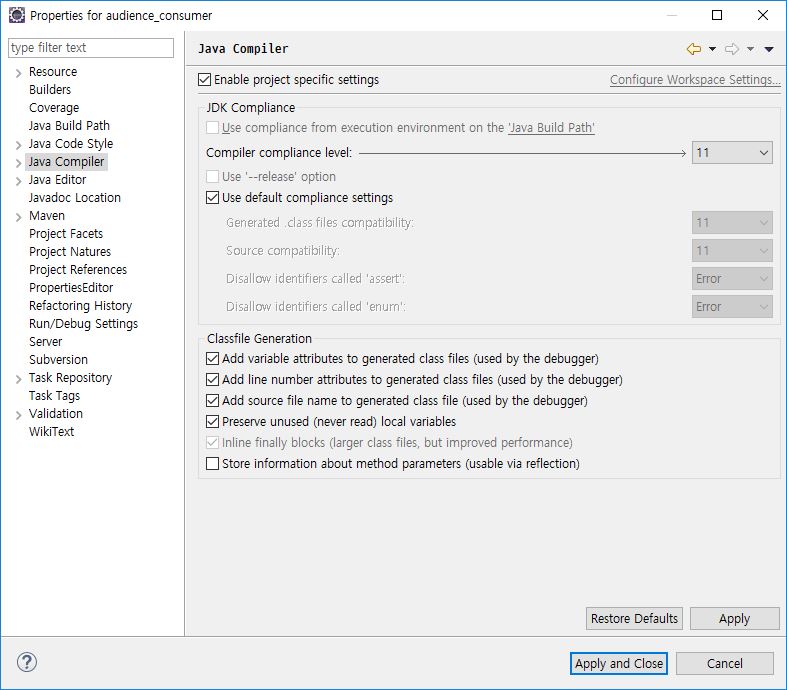 Properties for audience_consumer
type filter text
Resource
Builders
Coverage
Java Build Path
Java Code Style
Java Compiler
Java Editor
Javadoc Location
Maven
Project Facets
Project Natures
Project References
PropertiesEditor
Refactoring History
Run/Debug Settings
Server
Subversion
Task Repository
Task Tags
Validation
WikiText
Java Compiler
Enable project specific settings
Configure Workspace Settings...
JDK Compliance
Use compliance from execution environment on the 'Java Build Path'
Compiler compliance level: 11
Use '--release' option
Use default compliance settings
Generated .class files compatibility: 11
Source compatibility: 11
Disallow identifiers called 'assert': Error
Disallow identifiers called 'enum': Error
Classfile Generation
Add variable attributes to generated class files (used by the debugger)
Add line number attributes to generated class files (used by the debugger)
Add source file name to generated class file (used by the debugger)
Preserve unused (never read) local variables
Inline finally blocks (larger class files, but improved performance)
Store information about method parameters (usable via reflection)
Restore Defaults
Apply
?
Apply and Close
Cancel